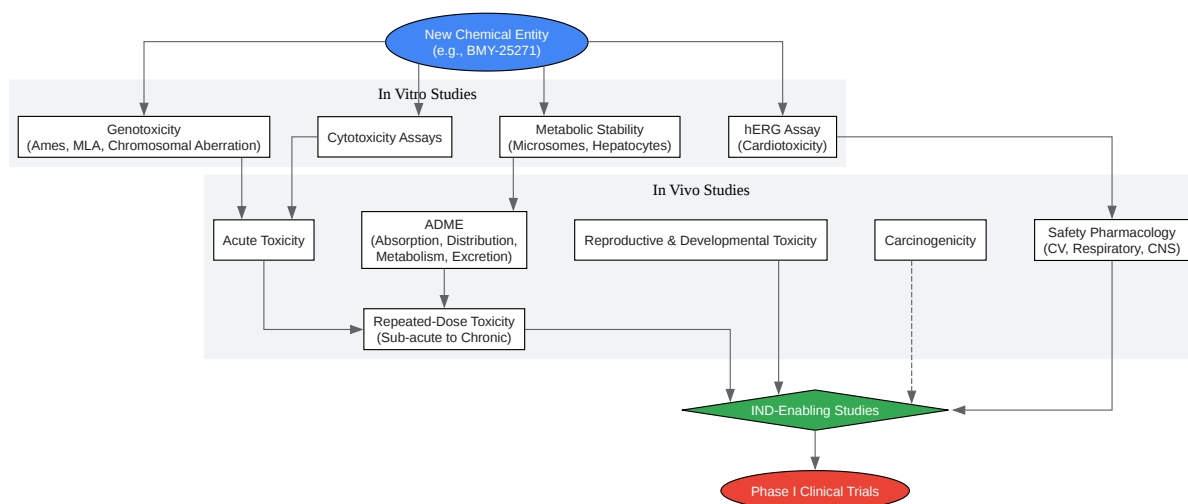 New Chemical Entity
(e.g., BMY-25271)
In Vitro Studies
Genotoxicity
(Ames, MLA, Chromosomal Aberration)
Cytotoxicity Assays
Metabolic Stability
(Microsomes, Hepatocytes)
hERG Assay
(Cardiotoxicity)
In Vivo Studies
Acute Toxicity
ADME
(Absorption, Distribution,
Metabolism, Excretion)
Reproductive & Developmental Toxicity
Carcinogenicity
Safety Pharmacology
(CV, Respiratory, CNS)
Repeated-Dose Toxicity
(Sub-acute to Chronic)
IND-Enabling Studies
Phase I Clinical Trials